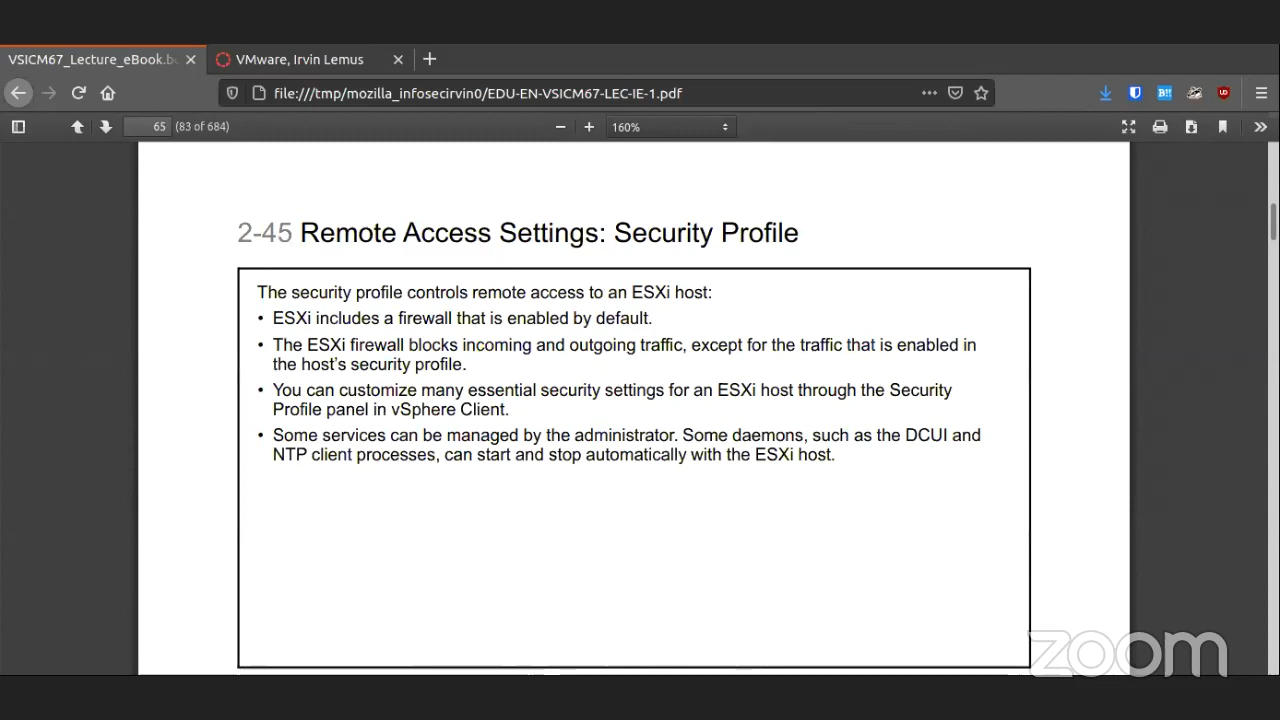 VSICM67_Lecture_eBook.bu
VMware, Irvin Lemus
file:///tmp/mozilla_infosecirvin0/EDU-EN-VSICM67-LEC-IE-1.pdf
65 (83 of 684)
160%
2-45 Remote Access Settings: Security Profile
The security profile controls remote access to an ESXi host:
• ESXi includes a firewall that is enabled by default.
• The ESXi firewall blocks incoming and outgoing traffic, except for the traffic that is enabled in
the host's security profile.
• You can customize many essential security settings for an ESXi host through the Security
Profile panel in vSphere Client.
• Some services can be managed by the administrator. Some daemons, such as the DCUI and
NTP client processes, can start and stop automatically with the ESXi host.
zoom